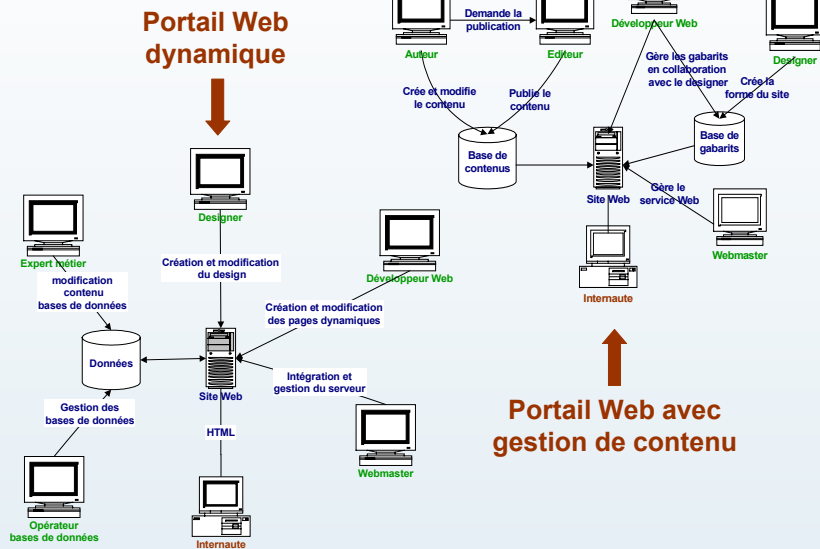 Portail Web
dynamique
Designer
Expert métier
modification
contenu
bases de données
Création et modification
du design
Développeur Web
Création et modification
des pages dynamiques
Données
Site Web
Intégration et
gestion du serveur
Gestion des
bases de données
HTML
Webmaster
Opérateur
bases de données
Internaute
Demande la
publication
Auteur
Editeur
Développeur Web
Designer
Gère les gabarits
en collaboration
avec le designer
Crée la
forme du site
Crée et modifie
le contenu
Publie le
contenu
Base de
contenus
Base de
gabarits
Site Web
Gère le
service Web
Webmaster
Internaute
Portail Web avec
gestion de contenu